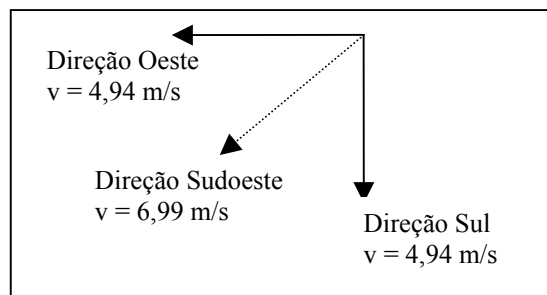 Direção Oeste
v = 4,94 m/s
Direção Sudoeste
v = 6,99 m/s
Direção Sul
v = 4,94 m/s